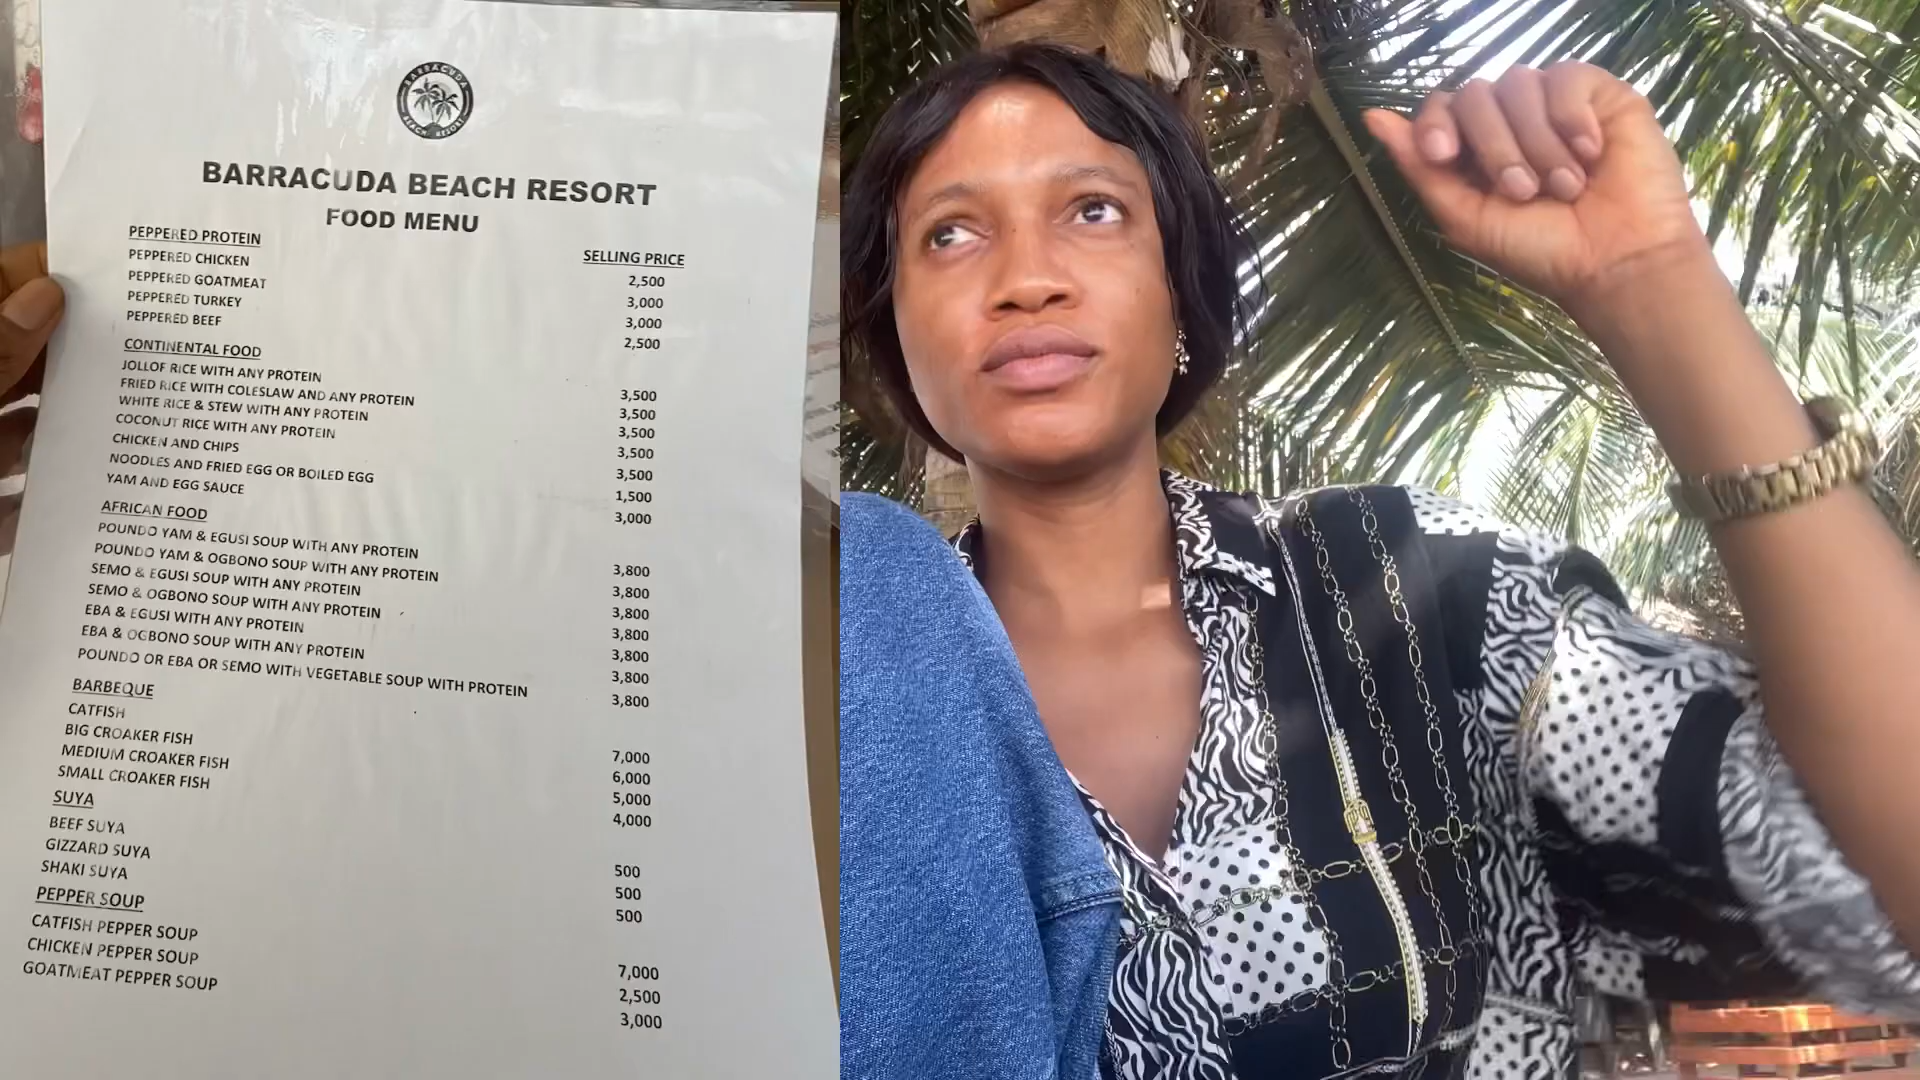 BARRACUDA
BEACH RESORT
BARRACUDA BEACH RESORT
FOOD MENU
PEPPERED PROTEIN SELLING PRICE
PEPPERED CHICKEN 2,500
PEPPERED GOATMEAT 3,000
PEPPERED TURKEY 3,000
PEPPERED BEEF 2,500
CONTINENTAL FOOD
JOLLOF RICE WITH ANY PROTEIN 3,500
FRIED RICE WITH COLESLAW AND ANY PROTEIN 3,500
WHITE RICE & STEW WITH ANY PROTEIN 3,500
COCONUT RICE WITH ANY PROTEIN 3,500
CHICKEN AND CHIPS 3,500
NOODLES AND FRIED EGG OR BOILED EGG 1,500
YAM AND EGG SAUCE 3,000
AFRICAN FOOD
POUNDO YAM & EGUSI SOUP WITH ANY PROTEIN 3,800
POUNDO YAM & OGBONO SOUP WITH ANY PROTEIN 3,800
SEMO & EGUSI SOUP WITH ANY PROTEIN 3,800
SEMO & OGBONO SOUP WITH ANY PROTEIN 3,800
EBA & EGUSI WITH ANY PROTEIN 3,800
EBA & OGBONO SOUP WITH ANY PROTEIN 3,800
POUNDO OR EBA OR SEMO WITH VEGETABLE SOUP WITH PROTEIN 3,800
BARBEQUE
CATFISH 7,000
BIG CROAKER FISH 6,000
MEDIUM CROAKER FISH 5,000
SMALL CROAKER FISH 4,000
SUYA
BEEF SUYA 500
GIZZARD SUYA 500
SHAKI SUYA 500
PEPPER SOUP
CATFISH PEPPER SOUP 7,000
CHICKEN PEPPER SOUP 2,500
GOATMEAT PEPPER SOUP 3,000